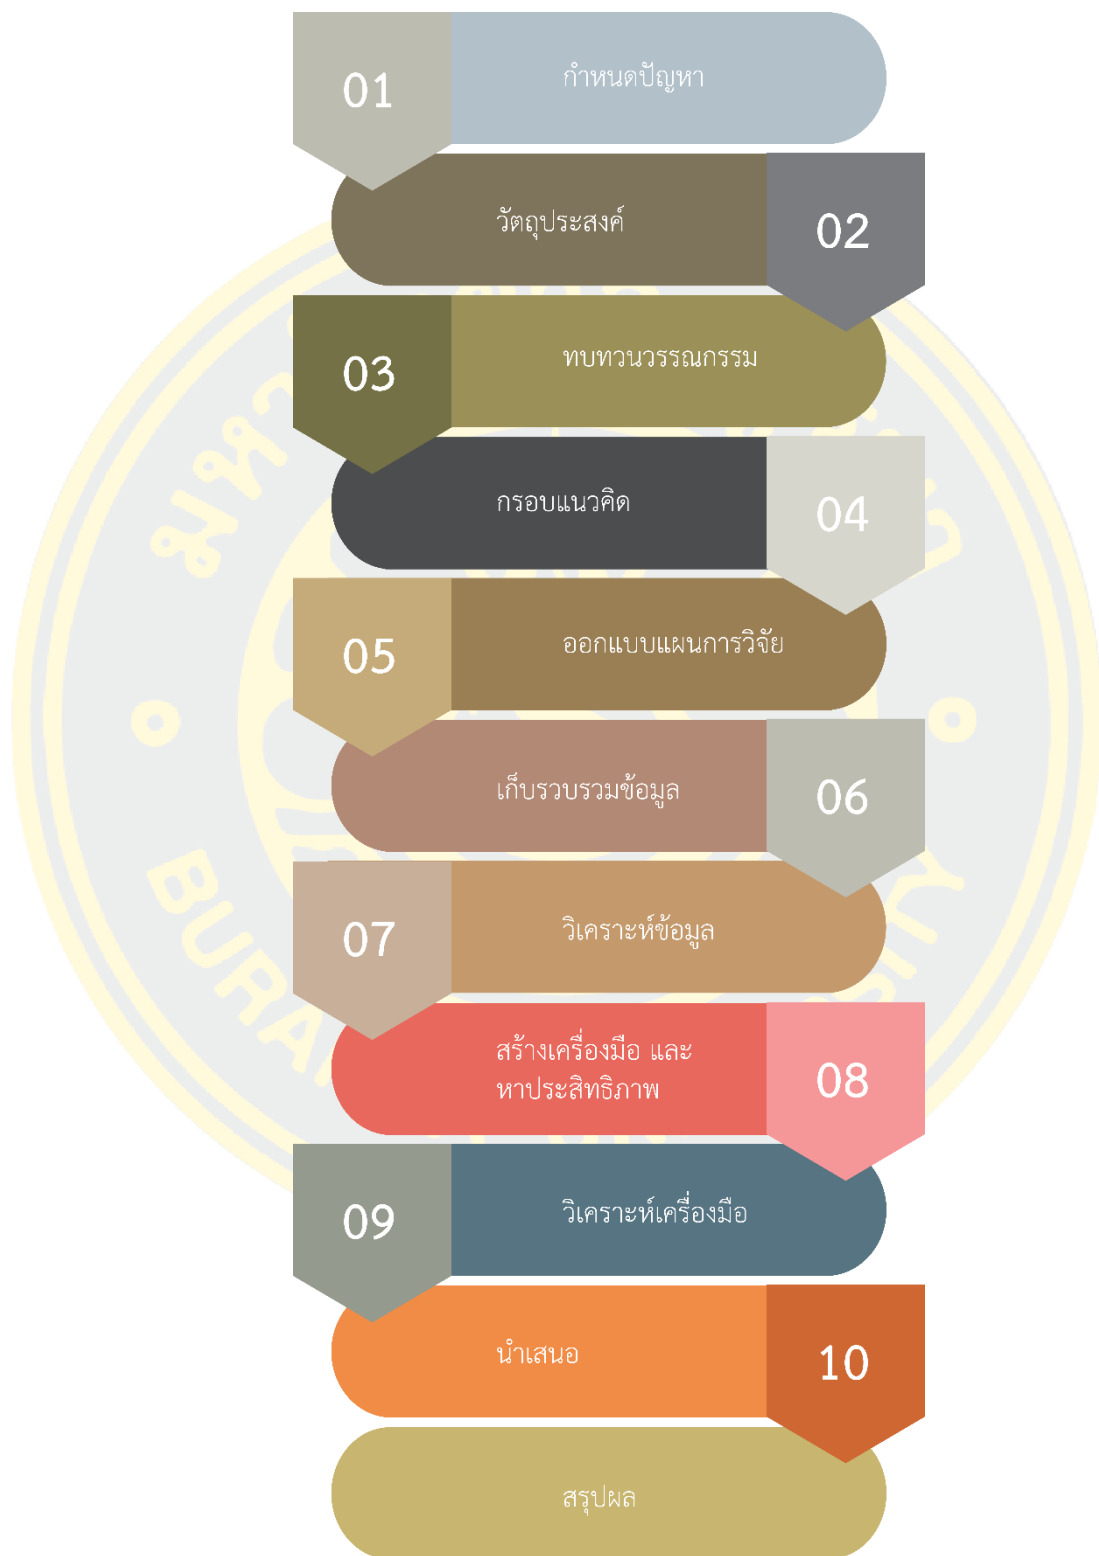 01
กำหนดปัญหา
วัตถุประสงค์
02
03
ทบทวนวรรณกรรม
กรอบแนวคิด
04
05
ออกแบบแผนการวิจัย
เก็บรวบรวมข้อมูล
06
07
วิเคราะห์ข้อมูล
สร้างเครื่องมือ และ
หาประสิทธิภาพ
08
09
วิเคราะห์เครื่องมือ
นำเสนอ
10
สรุปผล